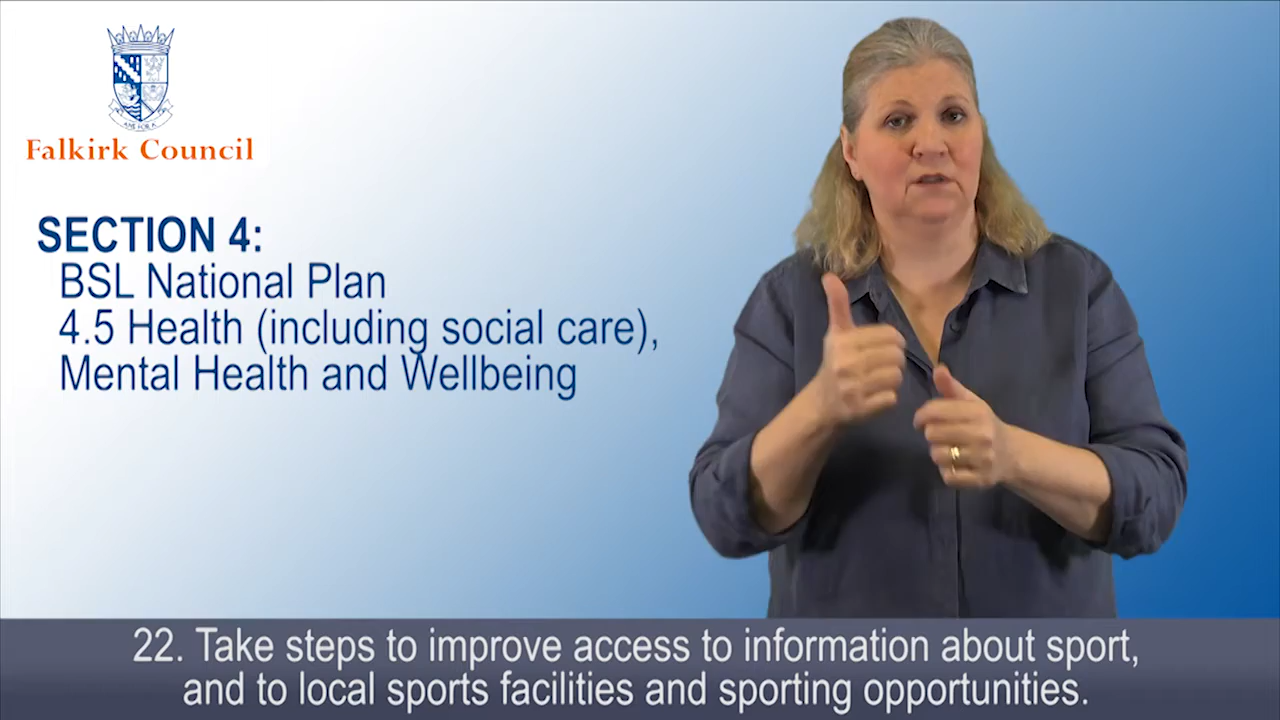 Falkirk Council
SECTION 4:
BSL National Plan
4.5 Health (including social care),
Mental Health and Wellbeing
22. Take steps to improve access to information about sport,
and to local sports facilities and sporting opportunities.